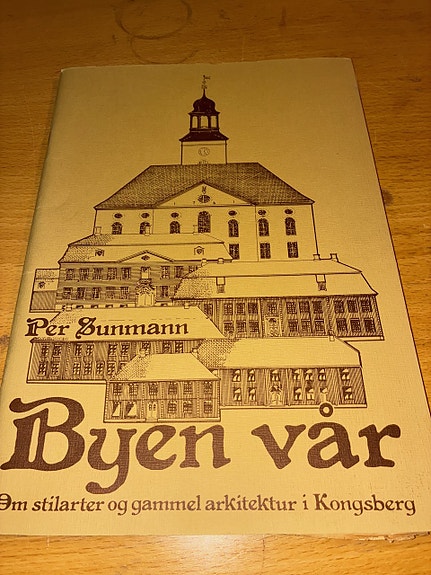 Per Sunmann
Byen vår
Om stilarter og gammel arkitektur i Kongsberg